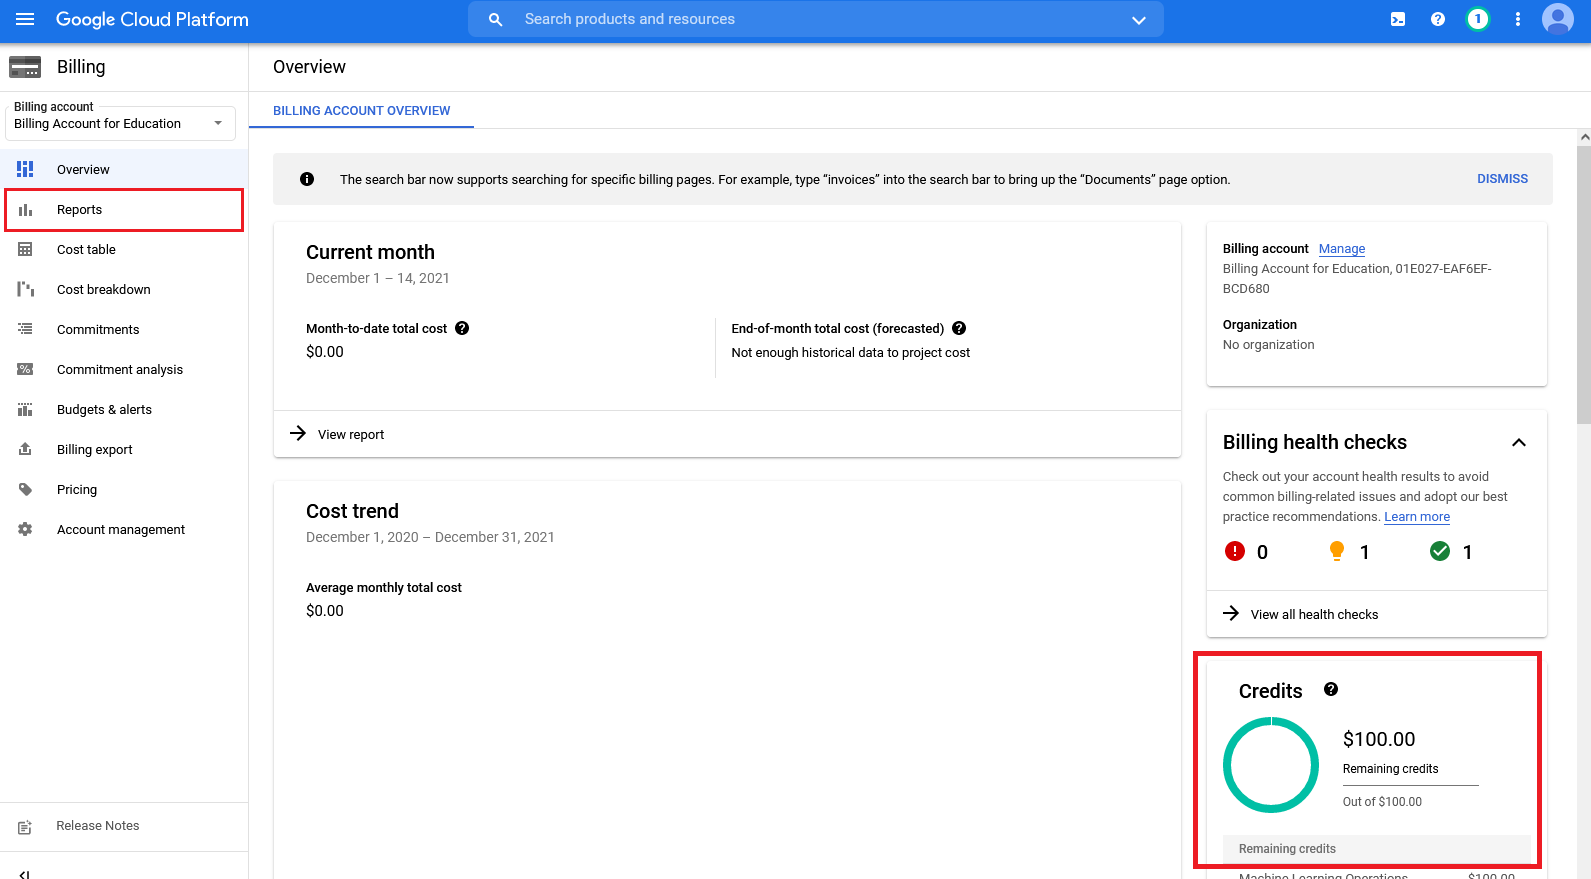 Google Cloud Platform
Search products and resources
1
Billing
Overview
Billing account
Billing Account for Education
BILLING ACCOUNT OVERVIEW
Overview
Reports
Cost table
Cost breakdown
Commitments
Commitment analysis
Budgets & alerts
Billing export
Pricing
Account management
Release Notes
The search bar now supports searching for specific billing pages. For example, type “invoices” into the search bar to bring up the “Documents” page option.
DISMISS
Current month
December 1 – 14, 2021
Month-to-date total cost
$0.00
End-of-month total cost (forecasted)
Not enough historical data to project cost
View report
Cost trend
December 1, 2020 – December 31, 2021
Average monthly total cost
$0.00
Billing account Manage
Billing Account for Education, 01E027-EAF6EF-
BCD680
Organization
No organization
Billing health checks
Check out your account health results to avoid
common billing-related issues and adopt our best
practice recommendations. Learn more
0 1 1
View all health checks
Credits
$100.00
Remaining credits
Out of $100.00
Remaining credits
Machine Learning Operations $100.00